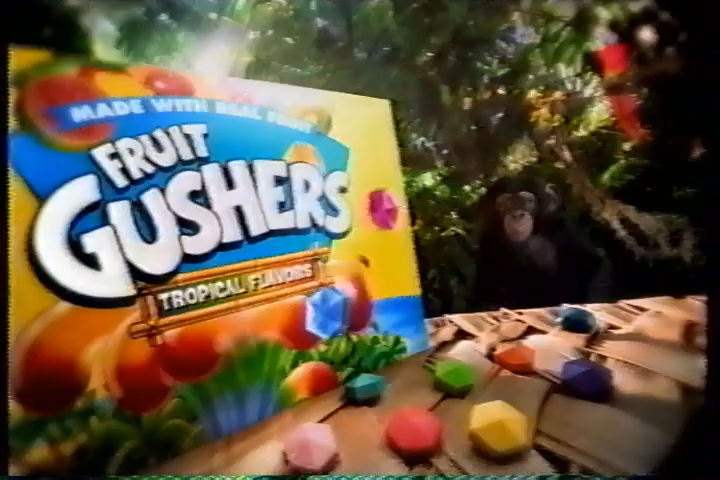 MADE WITH REAL FRUIT
FRUIT
GUSHERS
TROPICAL FLAVORS